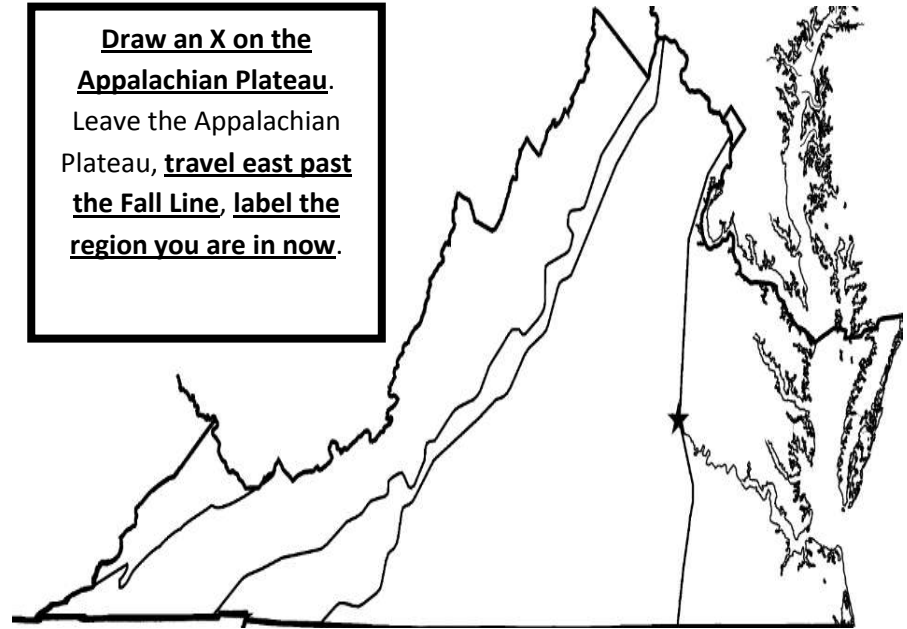 Draw an X on the
Appalachian Plateau.
Leave the Appalachian
Plateau, travel east past
the Fall Line, label the
region you are in now.